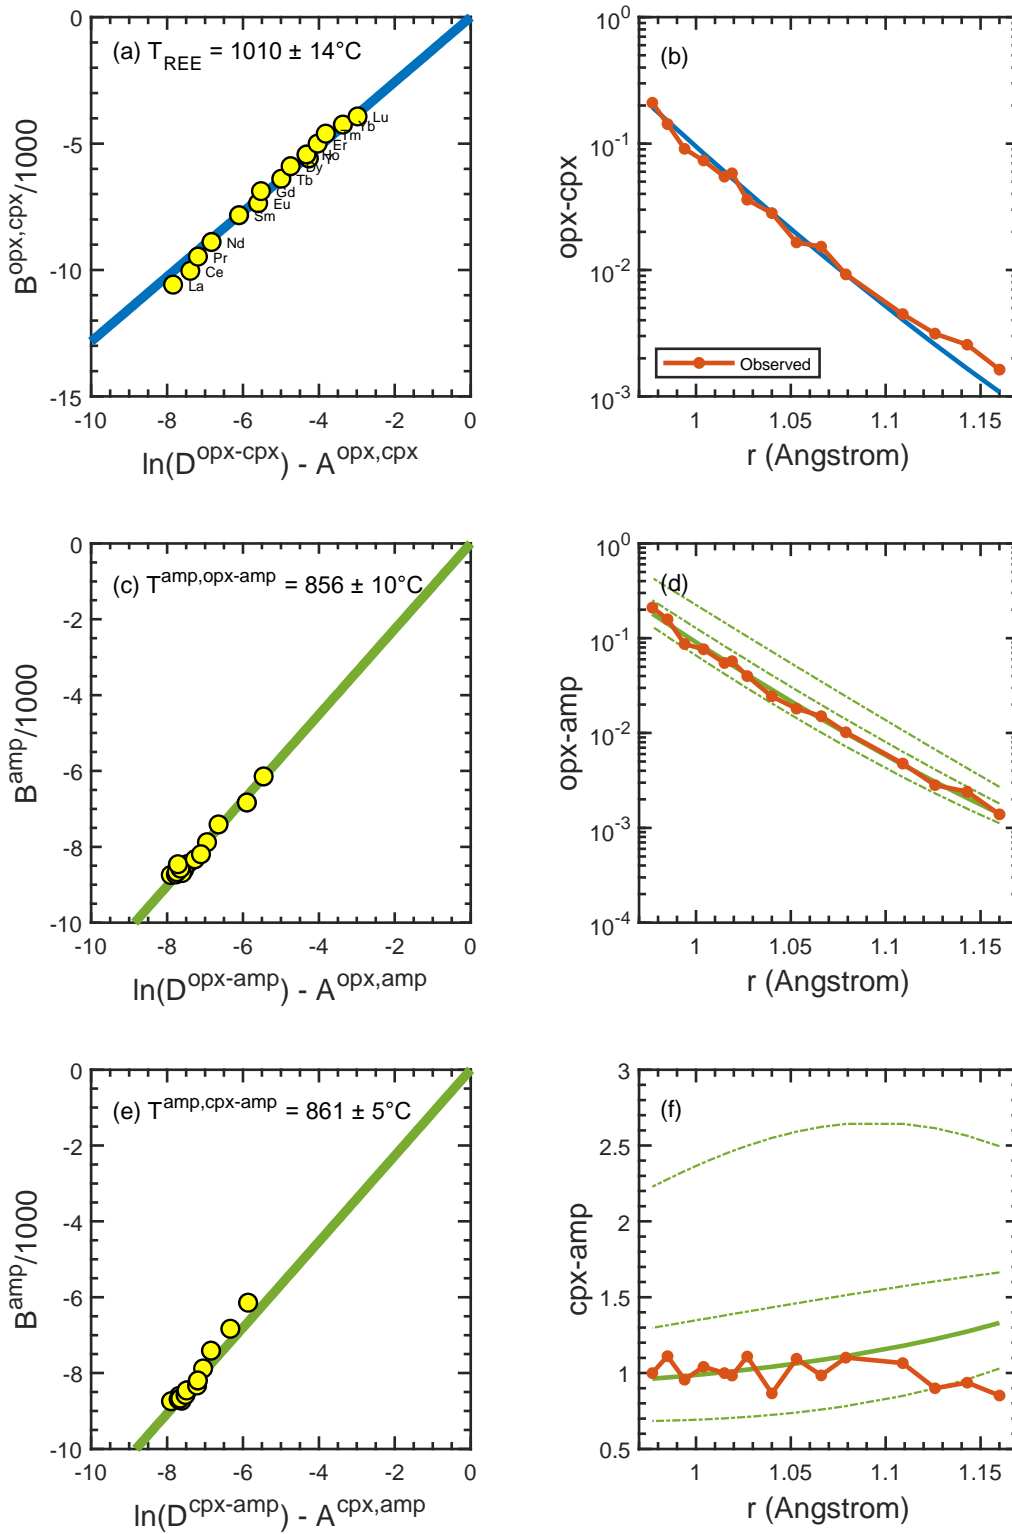 (a) T_REE = 1010 ± 14°C
0
-5
-10
-15
B^opx,cpx/1000
Lu
Yb
Tm
Er
Y
Ho
Dy
Tb
Gd
Eu
Sm
Nd
Pr
Ce
La
-10 -8 -6 -4 -2 0
ln(D^opx-cpx) - A^opx,cpx
(b)
10^0
10^-1
10^-2
10^-3
opx-cpx
Observed
1 1.05 1.1 1.15
r (Angstrom)
(c) T^amp,opx-amp = 856 ± 10°C
0
-2
-4
-6
-8
-10
B^amp/1000
-10 -8 -6 -4 -2 0
ln(D^opx-amp) - A^opx,amp
(d)
10^0
10^-1
10^-2
10^-3
10^-4
opx-amp
1 1.05 1.1 1.15
r (Angstrom)
(e) T^amp,cpx-amp = 861 ± 5°C
0
-2
-4
-6
-8
-10
B^amp/1000
-10 -8 -6 -4 -2 0
ln(D^cpx-amp) - A^cpx,amp
(f)
3
2.5
2
1.5
1
0.5
cpx-amp
1 1.05 1.1 1.15
r (Angstrom)